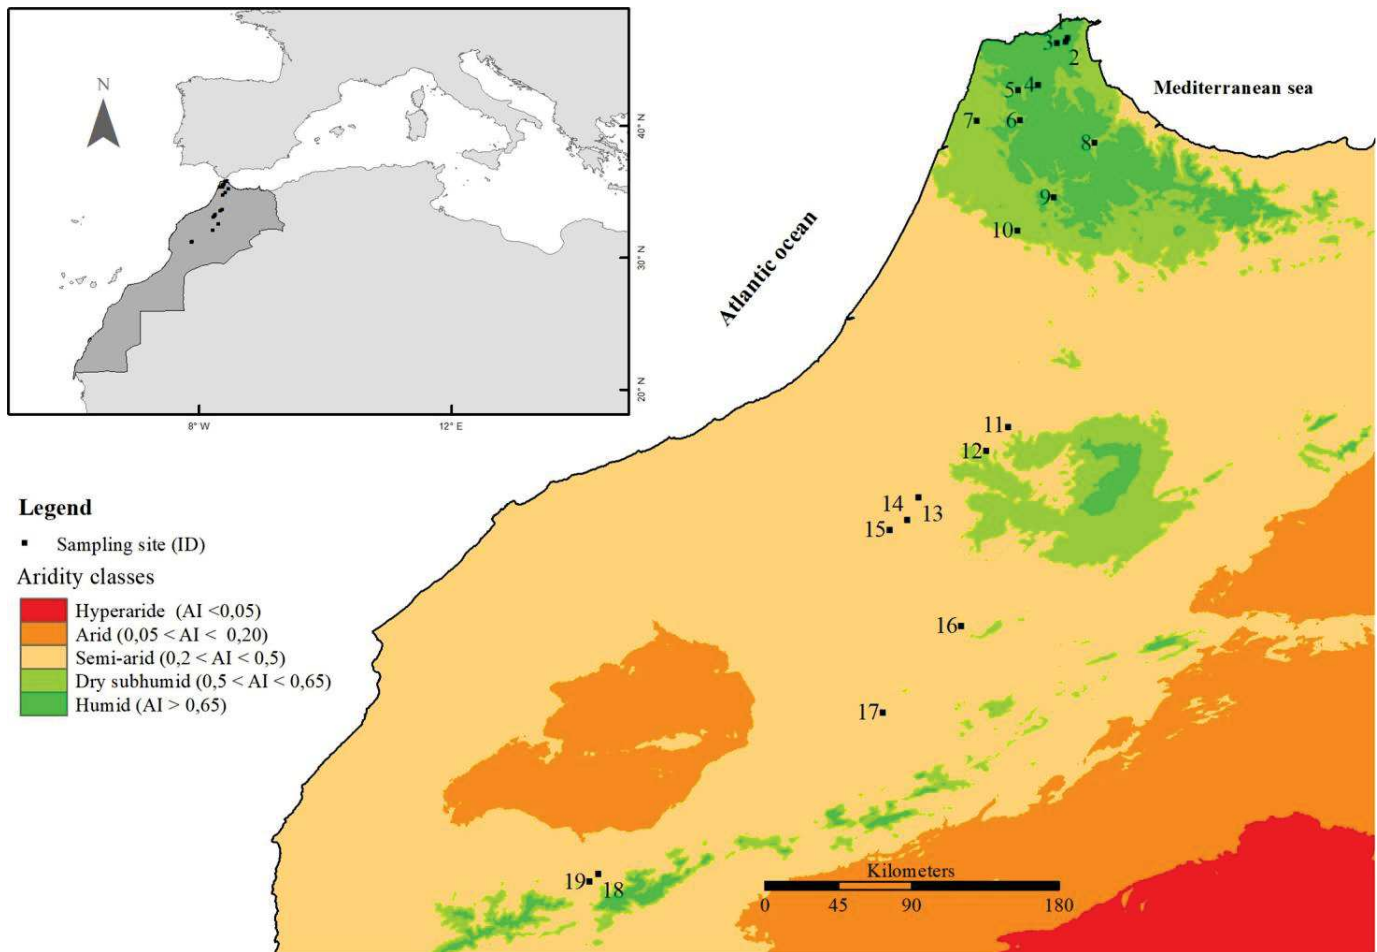 N
40° N
30° N
20° N
8° W
12° E
Mediterranean sea
Atlantic ocean
1
2
3
4
5
6
7
8
9
10
11
12
13
14
15
16
17
18
19
Legend
Sampling site (ID)
Aridity classes
Hyperaride (AI <0,05)
Arid (0,05 < AI < 0,20)
Semi-arid (0,2 < AI < 0,5)
Dry subhumid (0,5 < AI < 0,65)
Humid (AI > 0,65)
Kilometers
0 45 90 180